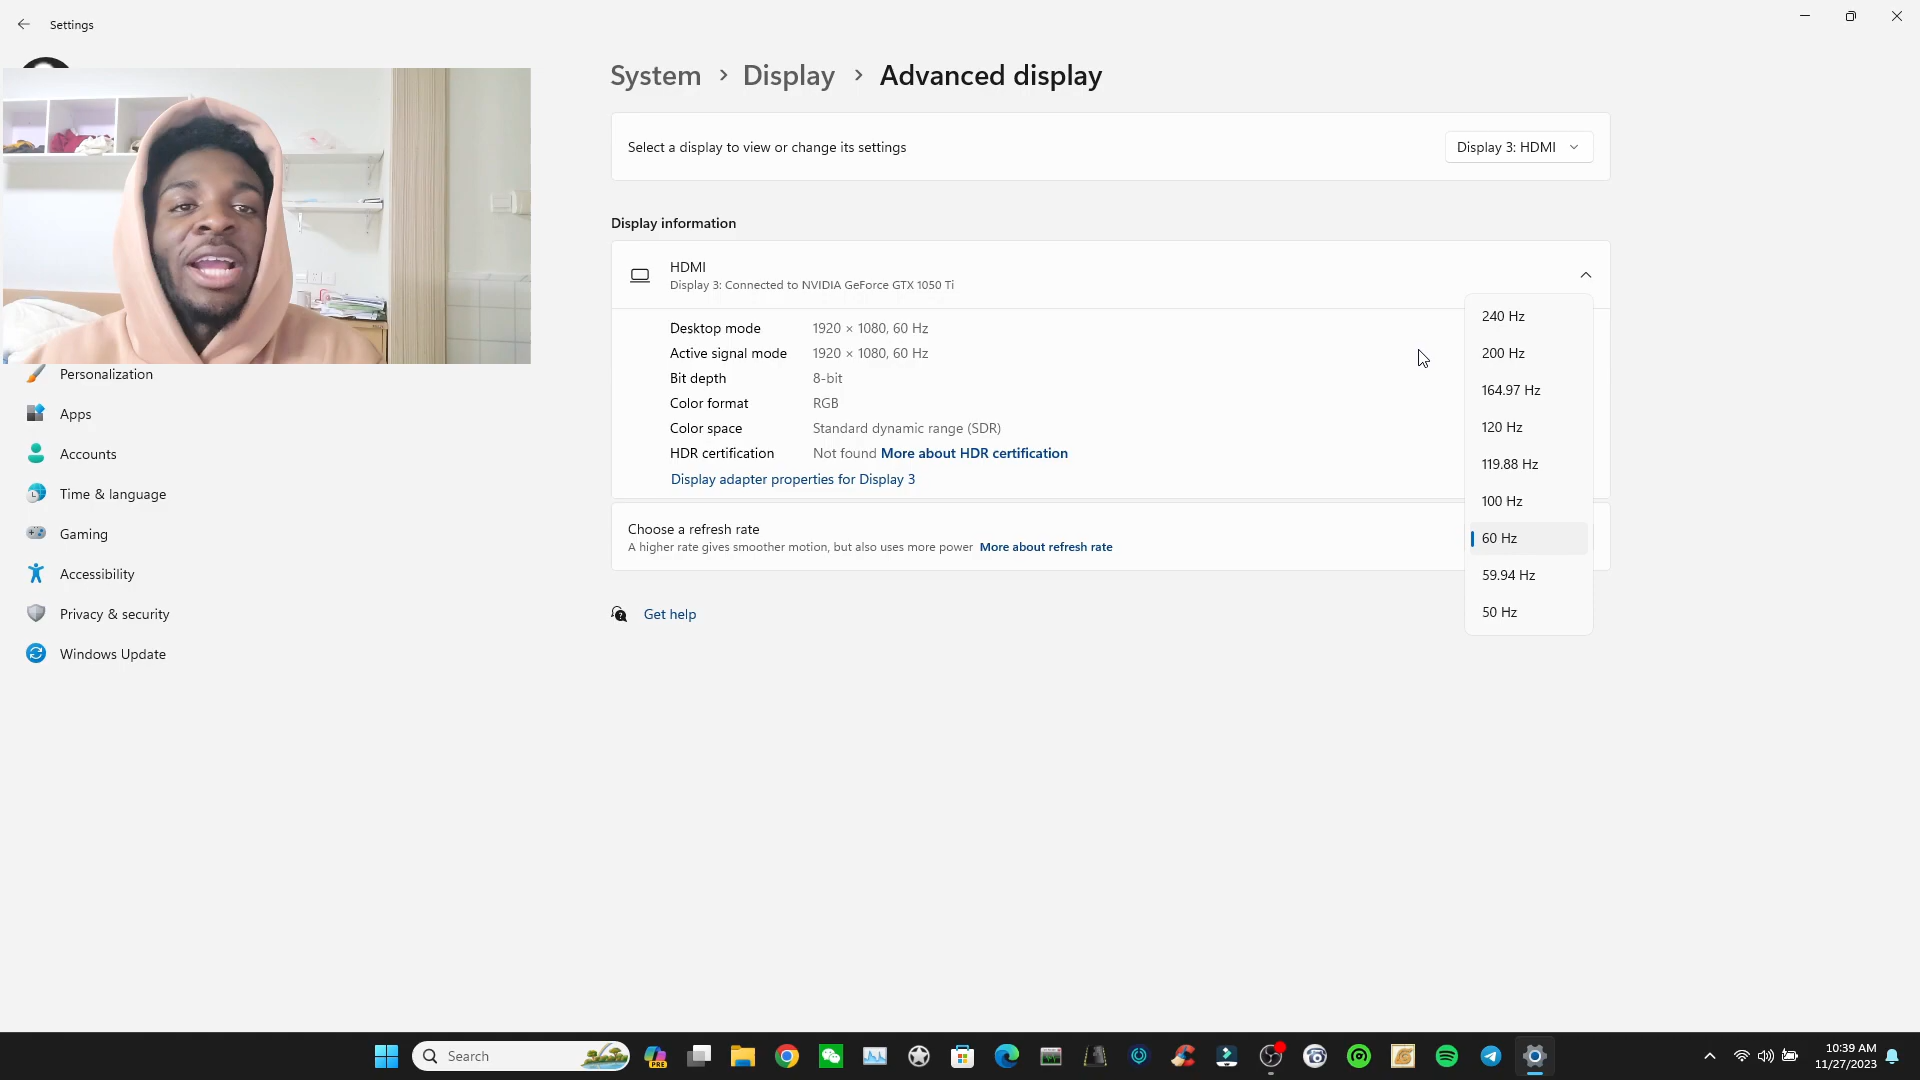 Settings
System > Display > Advanced display
Select a display to view or change its settings
Display 3: HDMI
Display information
HDMI
Display 3: Connected to NVIDIA GeForce GTX 1050 Ti
Desktop mode 1920 × 1080, 60 Hz
Active signal mode 1920 × 1080, 60 Hz
Bit depth 8-bit
Color format RGB
Color space Standard dynamic range (SDR)
HDR certification Not found More about HDR certification
Display adapter properties for Display 3
Choose a refresh rate
A higher rate gives smoother motion, but also uses more power More about refresh rate
Get help
240 Hz
200 Hz
164.97 Hz
120 Hz
119.88 Hz
100 Hz
60 Hz
59.94 Hz
50 Hz
Personalization
Apps
Accounts
Time & language
Gaming
Accessibility
Privacy & security
Windows Update
Search
PRE
10:39 AM
11/27/2023